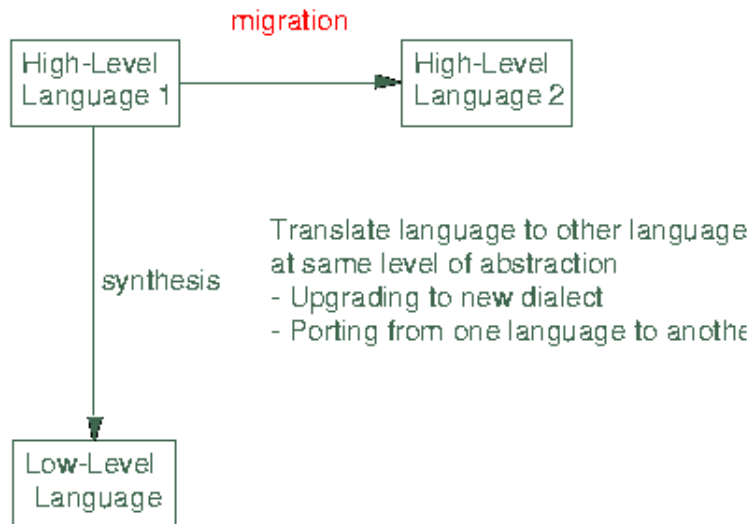 migration
High-Level
Language 1
High-Level
Language 2
Translate language to other language
at same level of abstraction
- Upgrading to new dialect
- Porting from one language to anothe
synthesis
Low-Level
Language